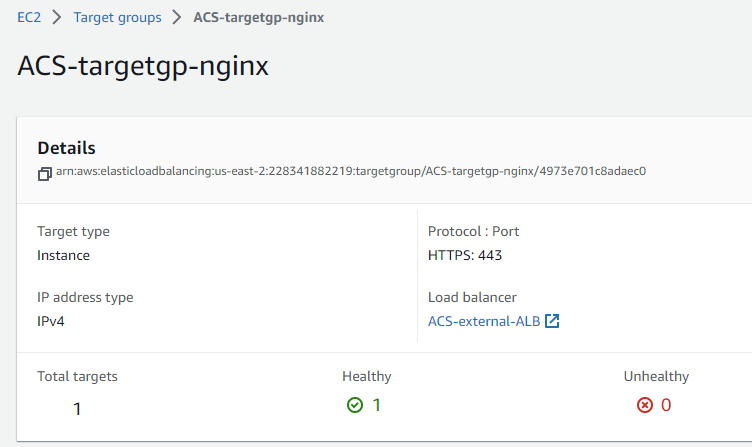 EC2 > Target groups > ACS-targetgp-nginx
ACS-targetgp-nginx
Details
arn:aws:elasticloadbalancing:us-east-2:228341882219:targetgroup/ACS-targetgp-nginx/4973e701c8adaec0
Target type
Instance
Protocol : Port
HTTPS: 443
IP address type
IPv4
Load balancer
ACS-external-ALB
Total targets
1
Healthy
1
Unhealthy
0